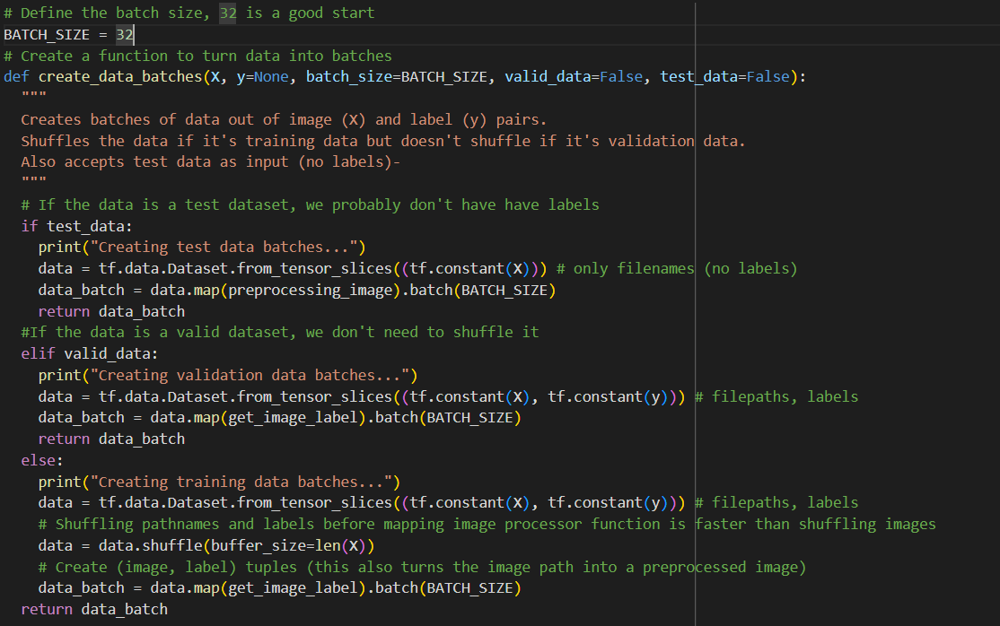 # Define the batch size, 32 is a good start
BATCH_SIZE = 32
# Create a function to turn data into batches
def create_data_batches(X, y=None, batch_size=BATCH_SIZE, valid_data=False, test_data=False):
  """
  Creates batches of data out of image (X) and label (y) pairs.
  Shuffles the data if it's training data but doesn't shuffle if it's validation data.
  Also accepts test data as input (no labels)-
  """
  # If the data is a test dataset, we probably don't have have labels
  if test_data:
    print("Creating test data batches...")
    data = tf.data.Dataset.from_tensor_slices((tf.constant(X))) # only filenames (no labels)
    data_batch = data.map(preprocessing_image).batch(BATCH_SIZE)
    return data_batch
  #If the data is a valid dataset, we don't need to shuffle it
  elif valid_data:
    print("Creating validation data batches...")
    data = tf.data.Dataset.from_tensor_slices((tf.constant(X), tf.constant(y))) # filepaths, labels
    data_batch = data.map(get_image_label).batch(BATCH_SIZE)
    return data_batch
  else:
    print("Creating training data batches...")
    data = tf.data.Dataset.from_tensor_slices((tf.constant(X), tf.constant(y))) # filepaths, labels
    # Shuffling pathnames and labels before mapping image processor function is faster than shuffling images
    data = data.shuffle(buffer_size=len(X))
    # Create (image, label) tuples (this also turns the image path into a preprocessed image)
    data_batch = data.map(get_image_label).batch(BATCH_SIZE)
  return data_batch